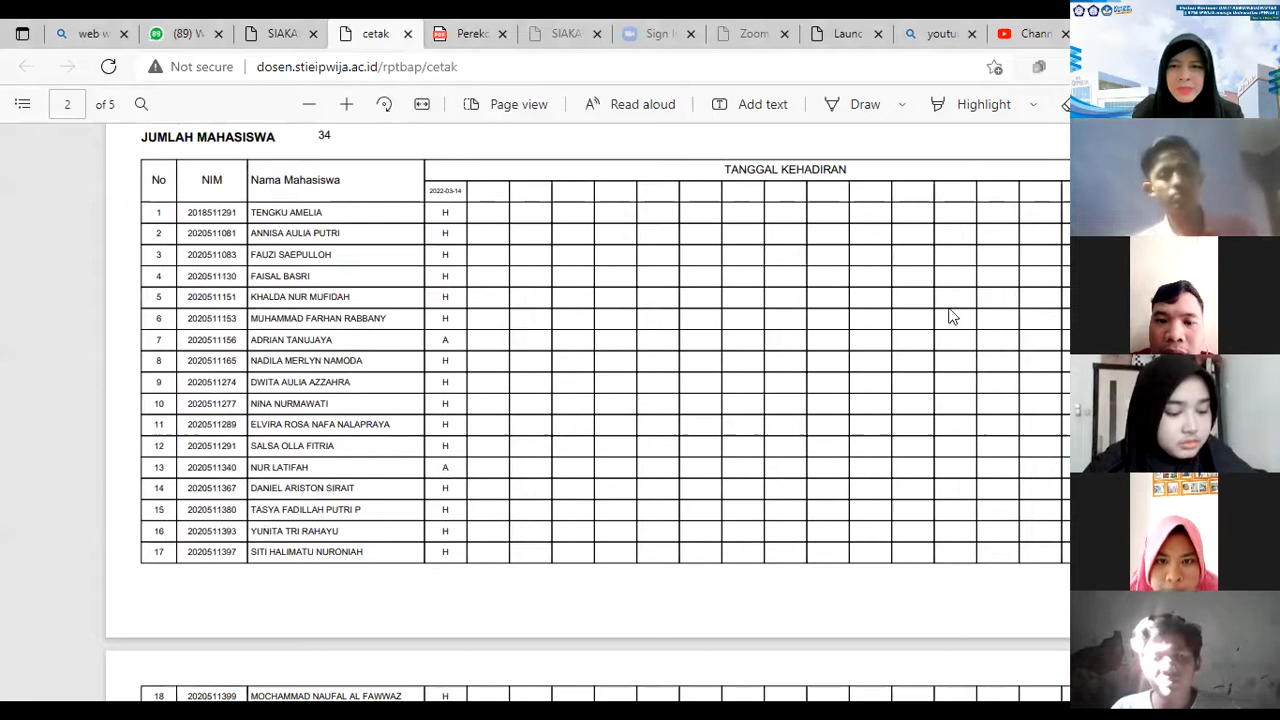 web w
(89) W
SIAKA
cetak
Pereko
SIAKA
Sign I
Zoom
Launc
youtu
Chann
Not secure
dosen.stieipwija.ac.id/rptbap/cetak
2 of 5
Page view
Read aloud
Add text
Draw
Highlight
JUMLAH MAHASISWA 34
No NIM Nama Mahasiswa TANGGAL KEHADIRAN
2022-03-14
1 2018511291 TENGKU AMELIA H
2 2020511081 ANNISA AULIA PUTRI H
3 2020511083 FAUZI SAEPULLOH H
4 2020511130 FAISAL BASRI H
5 2020511151 KHALDA NUR MUFIDAH H
6 2020511153 MUHAMMAD FARHAN RABBANY H
7 2020511156 ADRIAN TANUJAYA A
8 2020511165 NADILA MERLYN NAMODA H
9 2020511274 DWITA AULIA AZZAHRA H
10 2020511277 NINA NURMAWATI H
11 2020511289 ELVIRA ROSA NAFA NALAPRAYA H
12 2020511291 SALSA OLLA FITRIA H
13 2020511340 NUR LATIFAH A
14 2020511367 DANIEL ARISTON SIRAIT H
15 2020511380 TASYA FADILLAH PUTRI P H
16 2020511393 YUNITA TRI RAHAYU H
17 2020511397 SITI HALIMATU NURONIAH H
18 2020511399 MOCHAMMAD NAUFAL AL FAWWAZ H